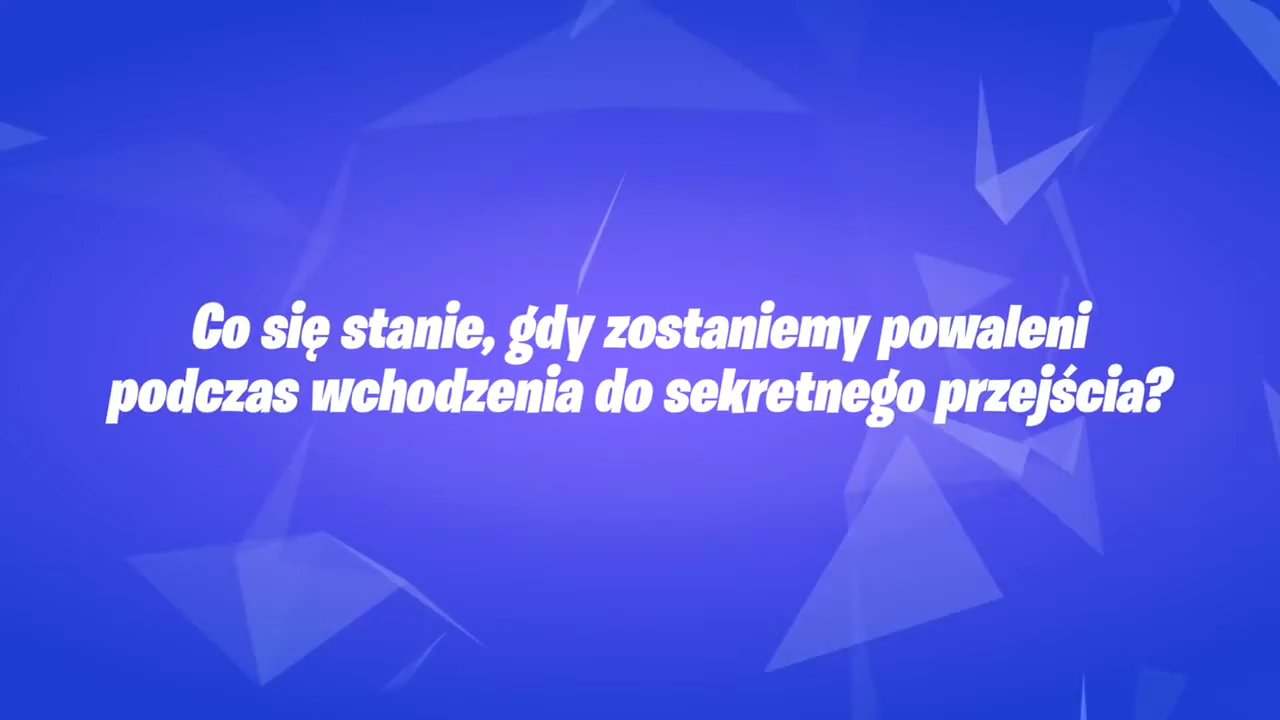 Co się stanie, gdy zostaniemy powaleni
podczas wchodzenia do sekretnego przejścia?